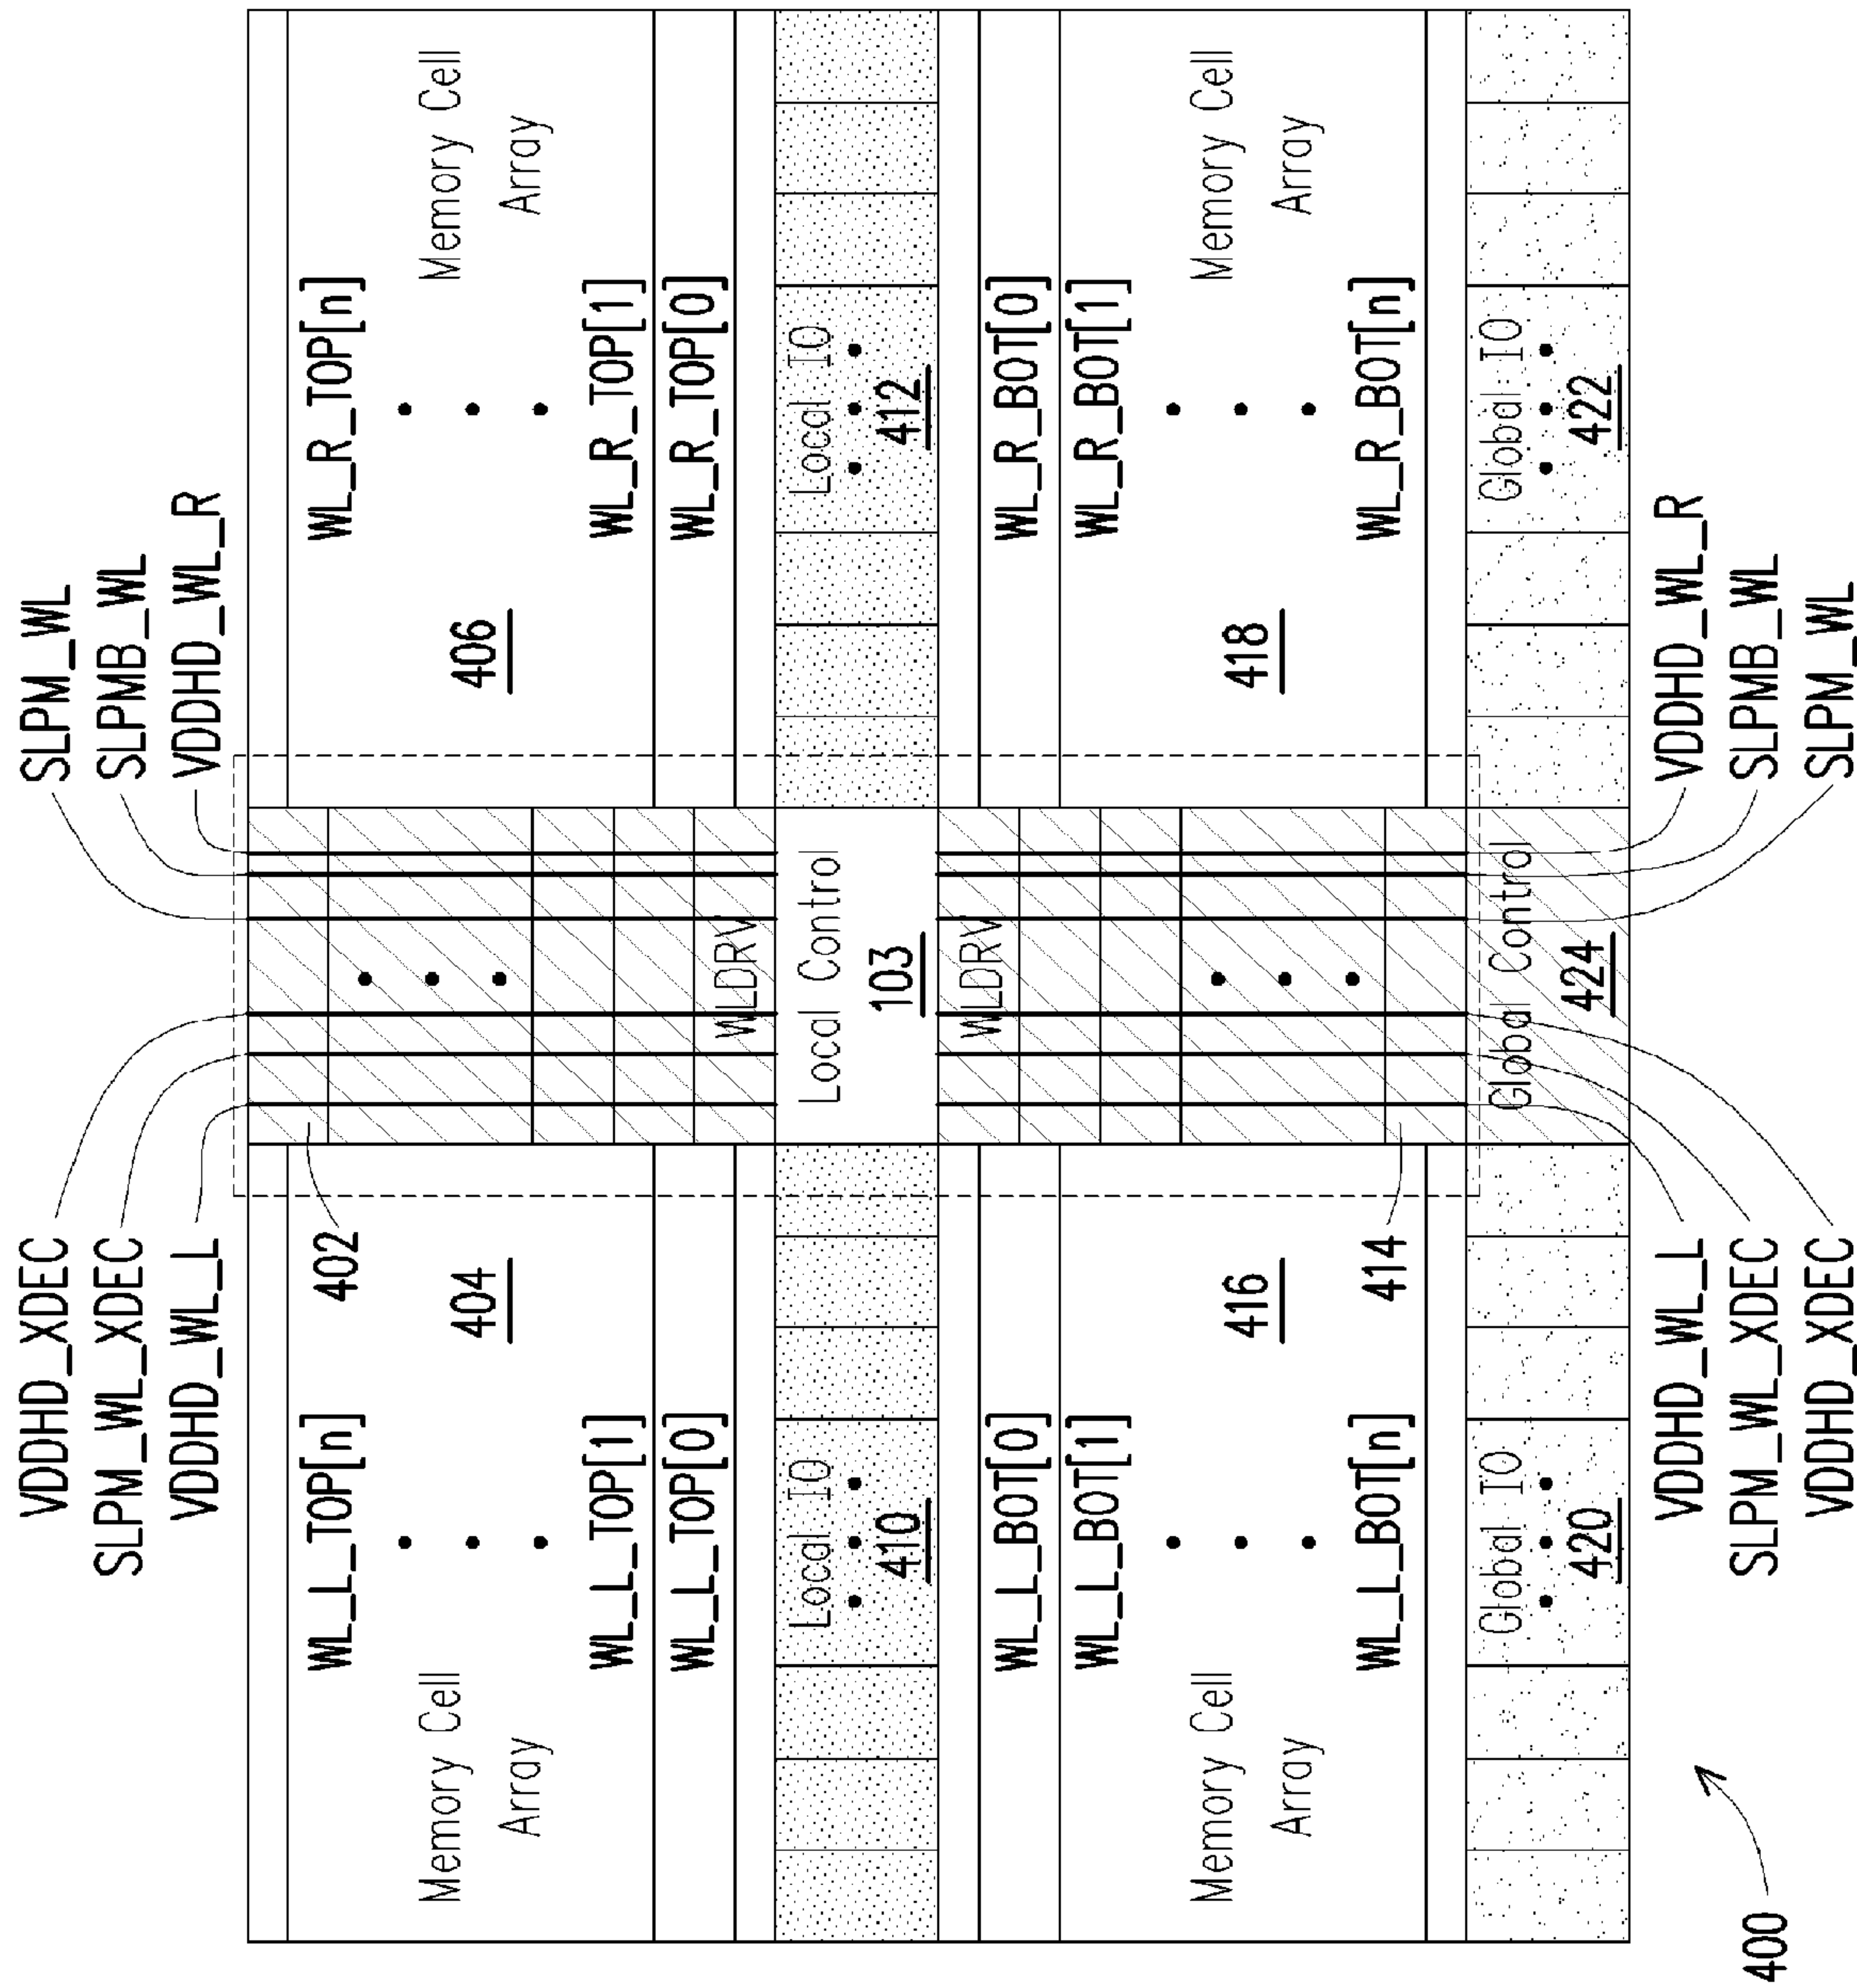 VDDHD_XDEC
SLPM_WL_XDEC
VDDHD_WL_L
SLPM_WL
SLPMB_WL
VDDHD_WL_R
402
WL_L_TOP[n]
Memory Cell
Array
404
WL_L_TOP[1]
WL_L_TOP[0]
WLDRV
WL_R_TOP[n]
406
Memory Cell
Array
WL_R_TOP[1]
WL_R_TOP[0]
Local IO
410
Local Control
103
Local IO
412
WL_L_BOT[0]
WL_L_BOT[1]
Memory Cell
Array
416
WL_L_BOT[n]
414
WLDRV
WL_R_BOT[0]
WL_R_BOT[1]
418
Memory Cell
Array
WL_R_BOT[n]
Global IO
420
Global Control
424
Global IO
422
VDDHD_WL_L
SLPM_WL_XDEC
VDDHD_XDEC
VDDHD_WL_R
SLPMB_WL
SLPM_WL
400